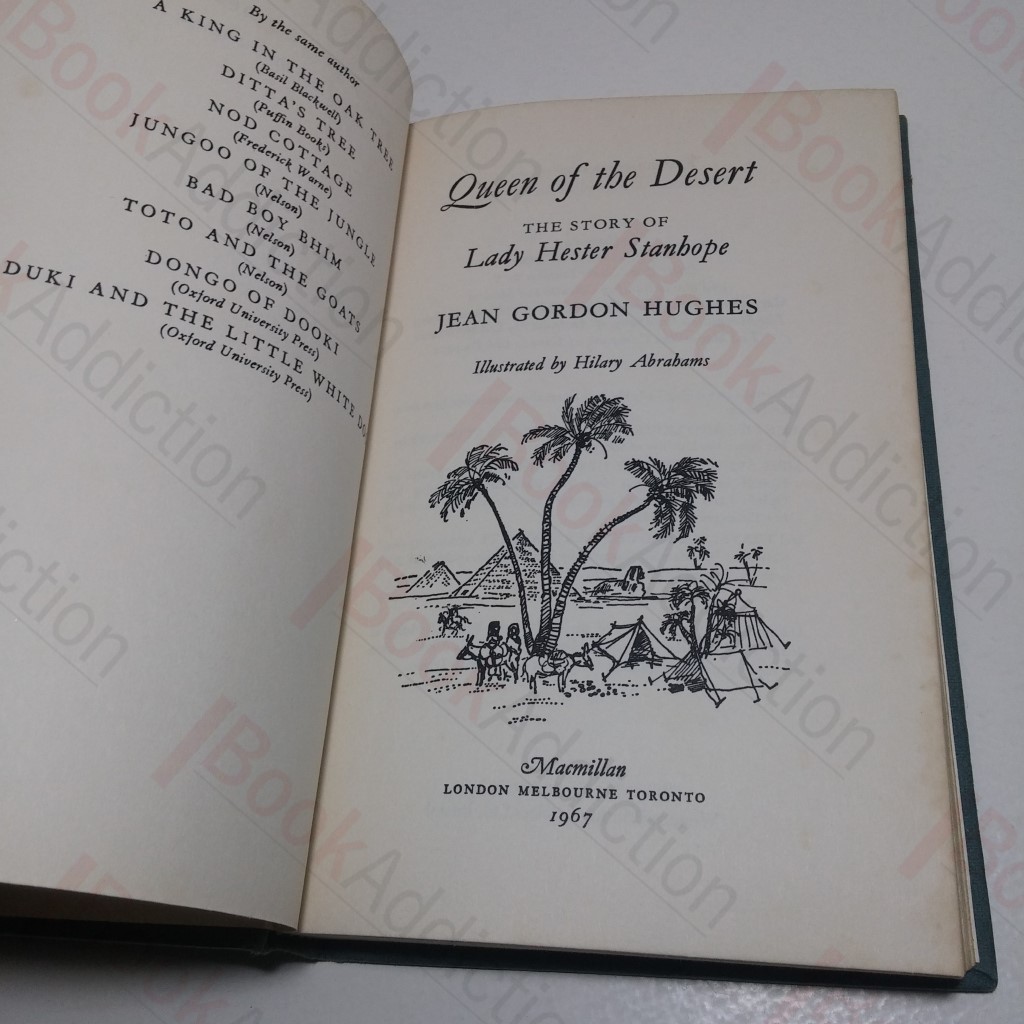 By the same author
A KING IN THE OAK TREE
(Basil Blackwell)
DITTA'S TREE
(Puffin Books)
NOD COTTAGE
(Frederick Warne)
JUNGOO OF THE JUNGLE
(Nelson)
BAD BOY BHIM
(Nelson)
TOTO AND THE GOATS
(Nelson)
DONGO OF DOOKI
(Oxford University Press)
DUKI AND THE LITTLE WHITE DO
(Oxford University Press)
Queen of the Desert
THE STORY OF
Lady Hester Stanhope
JEAN GORDON HUGHES
Illustrated by Hilary Abrahams
Macmillan
LONDON MELBOURNE TORONTO
1967
BookAddiction